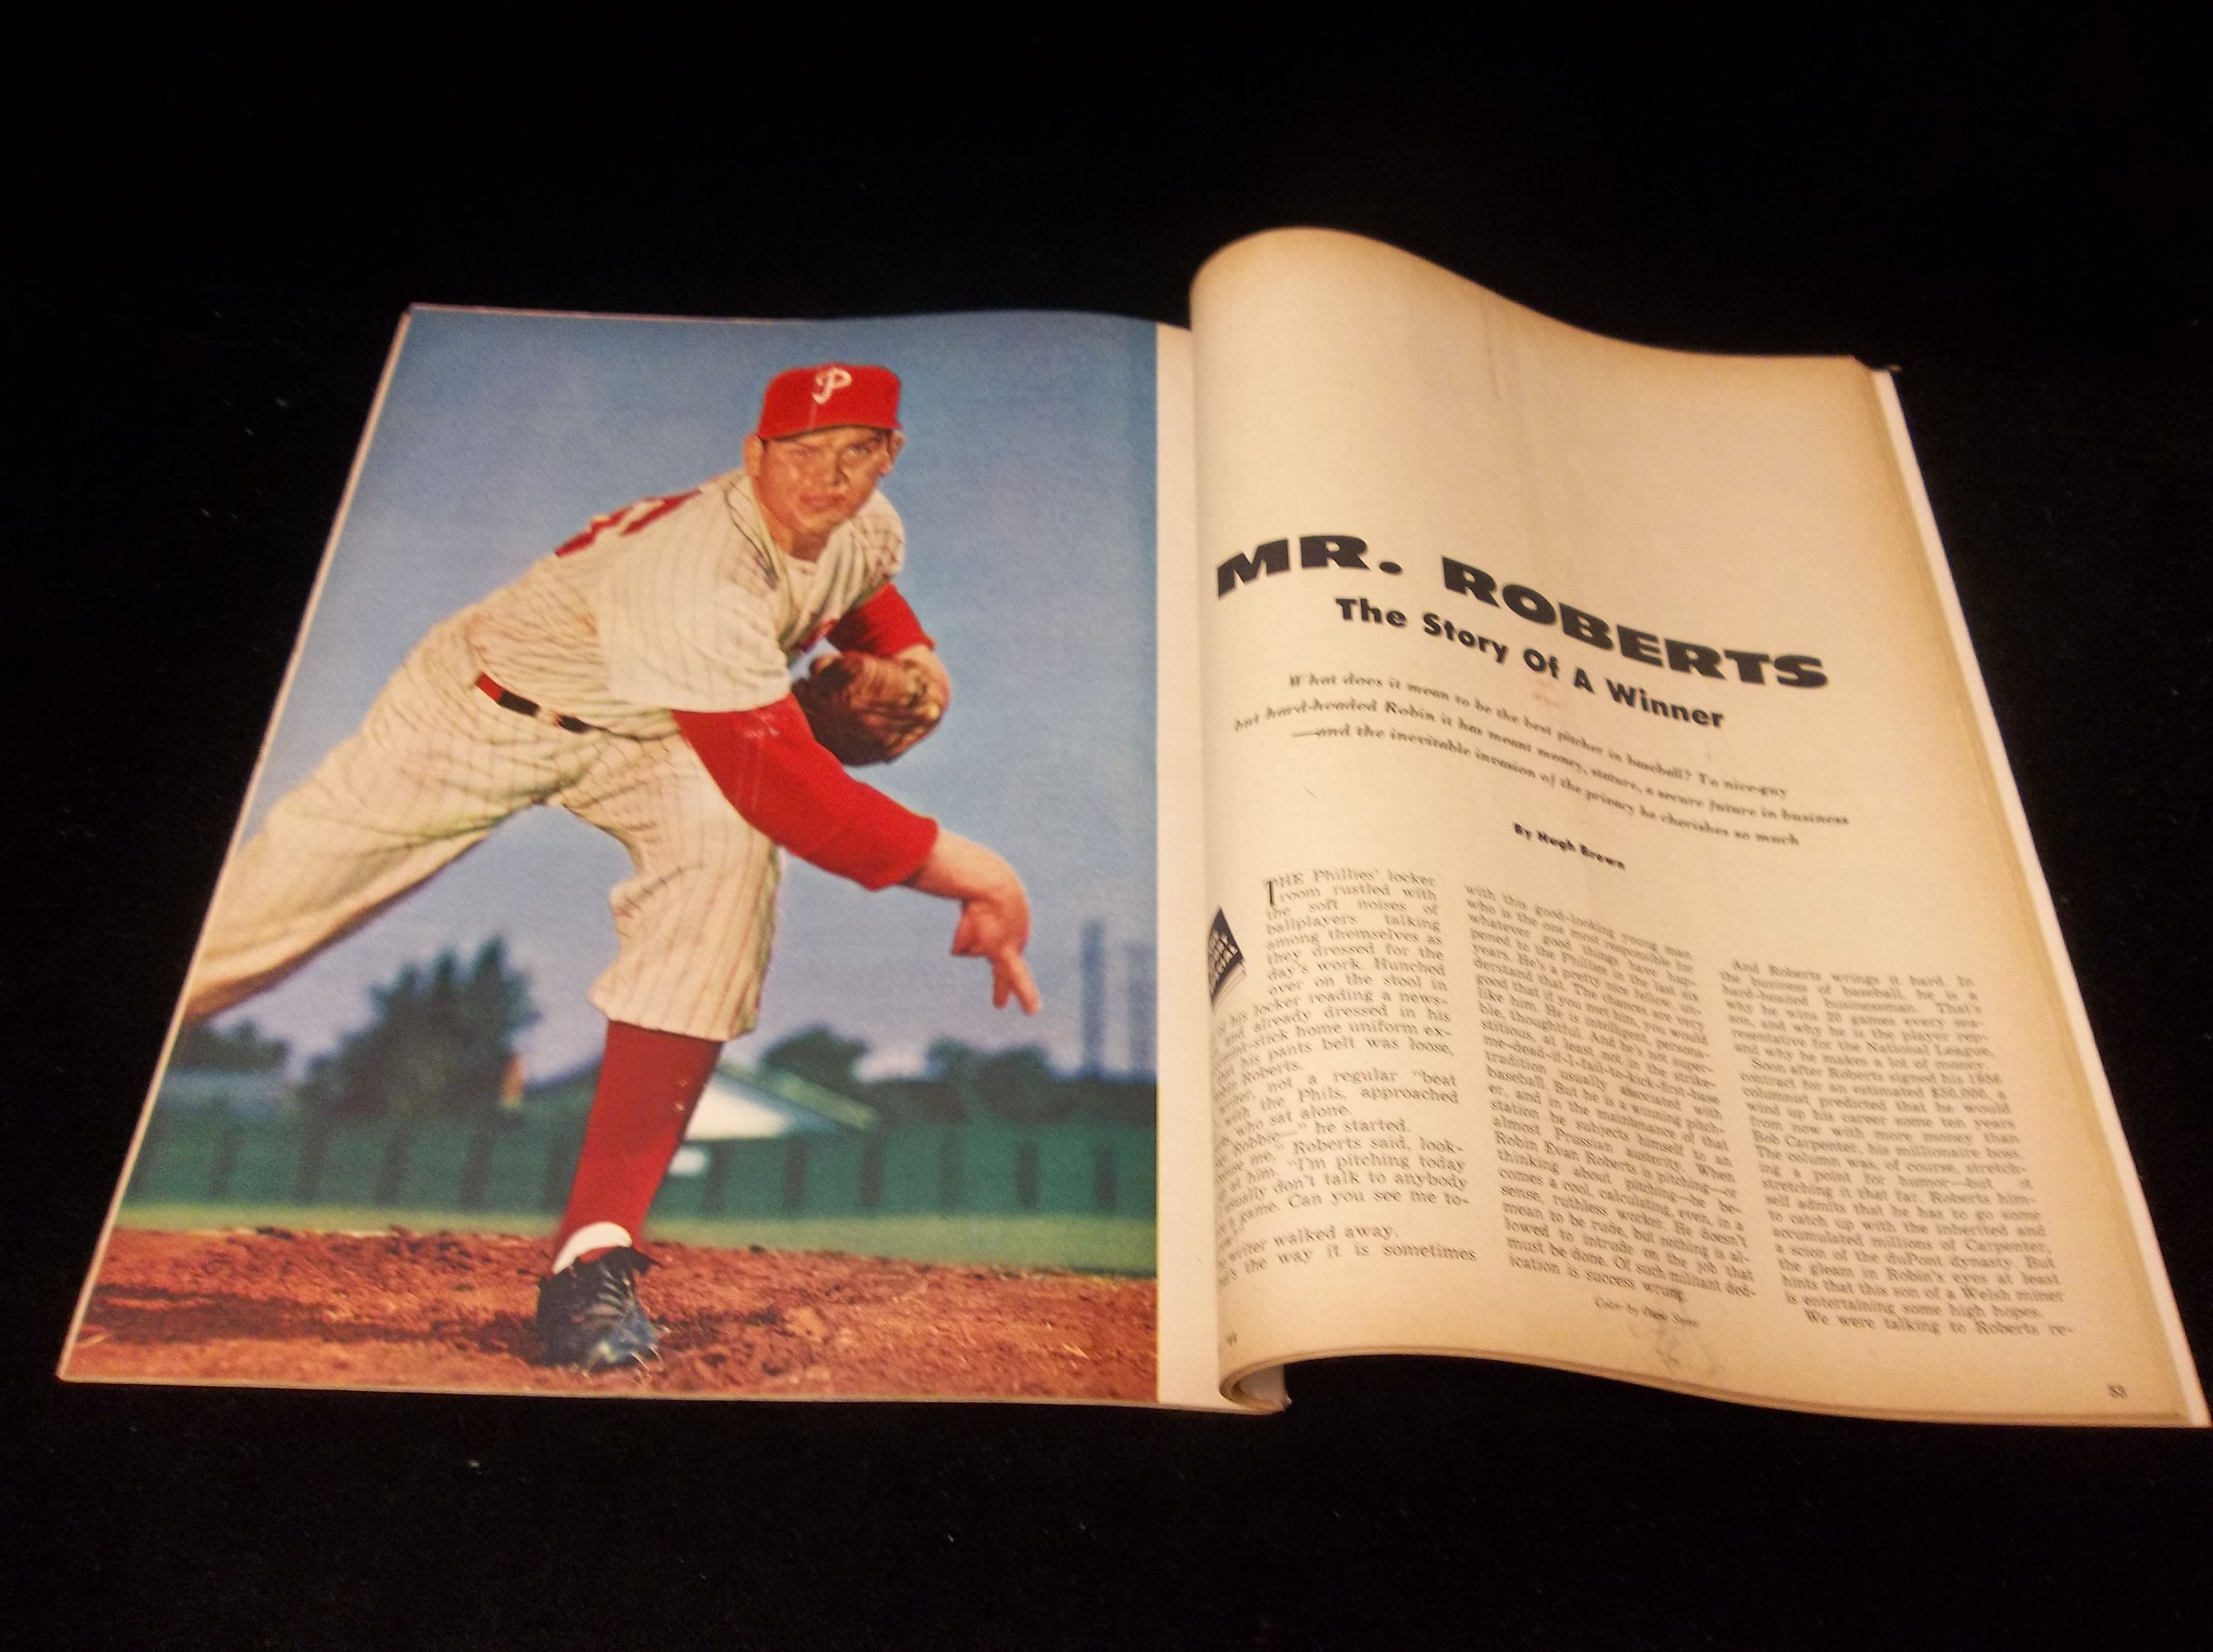 P
MR. ROBERTS
The Story Of A Winner
What does it mean to be the best pitcher in baseball? To nice-guy
but hard-headed Robin it has meant money, stature, a secure future in business
—and the inevitable invasion of the privacy he cherishes so much
By Hugh Brown
THE Phillies' locker
room rustled with
the soft noises of
ballplayers talking
among themselves as
they dressed for the
day's work. Hunched
over on the stool in
his locker reading a news-
and already dressed in his
-stick home uniform ex-
his pants belt was loose,
Roberts.
writer, not a regular "beat
with the Phils, approached
who sat alone.
Robbie—" he started.
me," Roberts said, look-
at him. "I'm pitching today
usually don't talk to anybody
game. Can you see me to-
writer walked away.
the way it is sometimes
with this good-looking young man
who is the one most responsible for
whatever good things have hap-
pened to the Phillies in the last six
years. He's a pretty nice fellow, un-
derstand that. The chances are very
good that if you met him, you would
like him. He is intelligent, persona-
ble, thoughtful. And he's not super-
stitious, at least not in the strike-
me-dead-if-I-fail-to-kick-first-base
tradition usually associated with
baseball. But he is a winning pitch-
er, and in the maintenance of that
station he subjects himself to an
almost Prussian austerity. When
Robin Evan Roberts is pitching—or
thinking about pitching—he be-
comes a cool, calculating, even, in a
sense, ruthless worker. He doesn't
mean to be rude, but nothing is al-
lowed to intrude on the job that
must be done. Of such militant ded-
ication is success wrung.
Color by
And Roberts wrings it hard. In
the business of baseball, he is a
hard-headed businessman. That's
why he wins 20 games every sea-
son, and why he is the player rep-
resentative for the National League,
and why he makes a lot of money.
Soon after Roberts signed his 1956
contract for an estimated $50,000, a
columnist predicted that he would
wind up his career some ten years
from now with more money than
Bob Carpenter, his millionaire boss.
The column was, of course, stretch-
ing a point for humor—but
stretching it that far. Roberts him-
self admits that he has to go some
to catch up with the inherited and
accumulated millions of Carpenter,
a scion of the duPont dynasty. But
the gleam in Robin's eyes at least
hints that this son of a Welsh miner
is entertaining some high hopes.
We were talking to Roberts re-
53